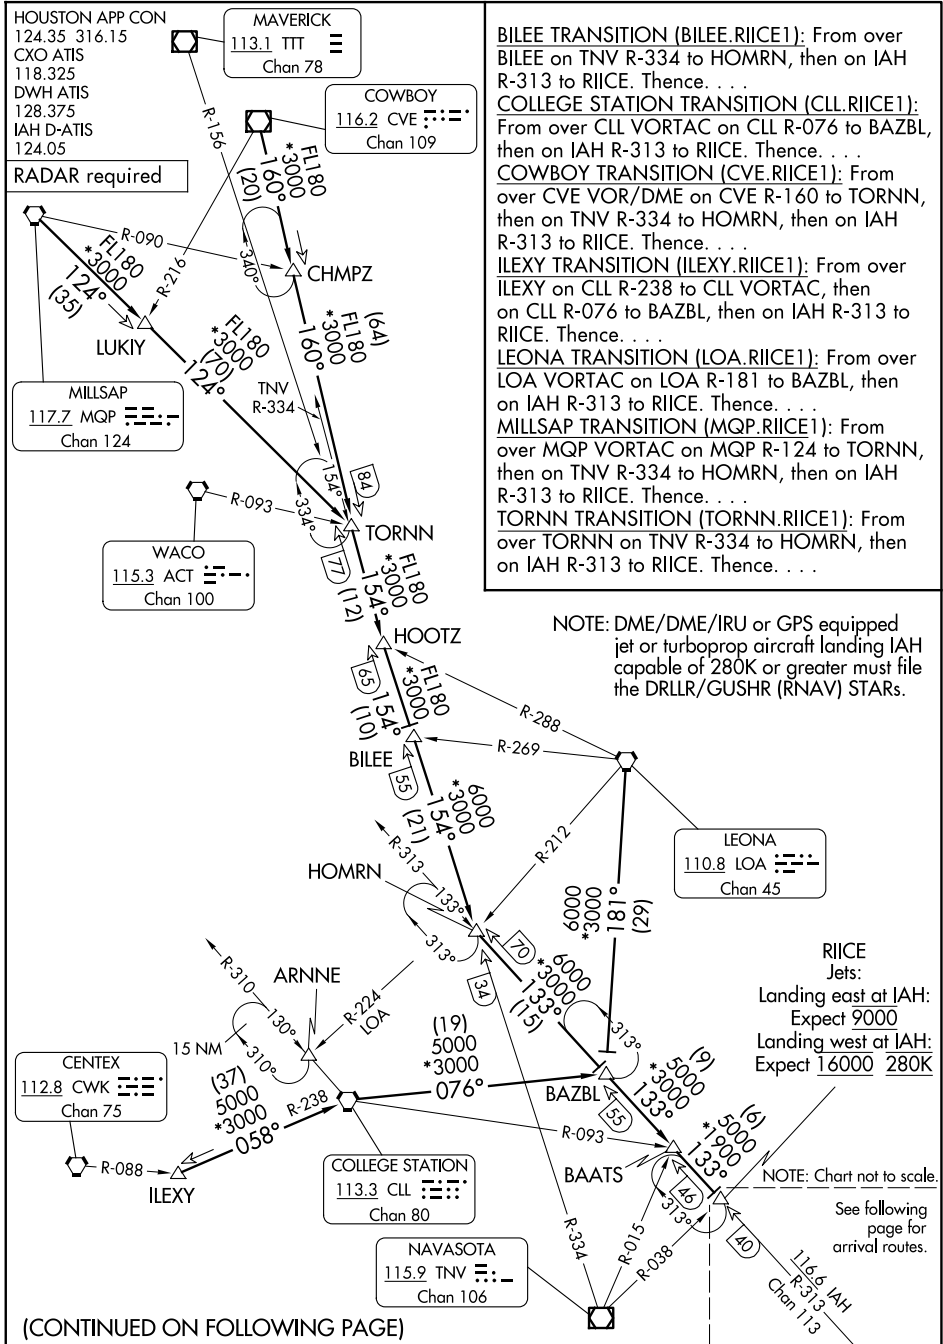 HOUSTON APP CON
124.35 316.15
CXO ATIS
118.325
DWH ATIS
128.375
IAH D-ATIS
124.05
RADAR required
MAVERICK
113.1 TTT
Chan 78
COWBOY
116.2 CVE
Chan 109
BILEE TRANSITION (BILEE.RIICE1): From over
BILEE on TNV R-334 to HOMRN, then on IAH
R-313 to RIICE. Thence. . . .
COLLEGE STATION TRANSITION (CLL.RIICE1):
From over CLL VORTAC on CLL R-076 to BAZBL,
then on IAH R-313 to RIICE. Thence. . . .
COWBOY TRANSITION (CVE.RIICE1): From
over CVE VOR/DME on CVE R-160 to TORNN,
then on TNV R-334 to HOMRN, then on IAH
R-313 to RIICE. Thence. . . .
ILEXY TRANSITION (ILEXY.RIICE1): From over
ILEXY on CLL R-238 to CLL VORTAC, then
on CLL R-076 to BAZBL, then on IAH R-313 to
RIICE. Thence. . . .
LEONA TRANSITION (LOA.RIICE1): From over
LOA VORTAC on LOA R-181 to BAZBL, then
on IAH R-313 to RIICE. Thence. . . .
MILLSAP TRANSITION (MQP.RIICE1): From
over MQP VORTAC on MQP R-124 to TORNN,
then on TNV R-334 to HOMRN, then on IAH
R-313 to RIICE. Thence. . . .
TORNN TRANSITION (TORNN.RIICE1): From
over TORNN on TNV R-334 to HOMRN, then
on IAH R-313 to RIICE. Thence. . . .
NOTE: DME/DME/IRU or GPS equipped
jet or turboprop aircraft landing IAH
capable of 280K or greater must file
the DRLLR/GUSHR (RNAV) STARs.
R-156
FL180
*3000
160°
(20)
R-090
R-216
340°
CHMPZ
FL180
*3000
124°
(35)
LUKIY
FL180
*3000
(70)
124°
(64)
FL180
*3000
160°
TNV
R-334
MILLSAP
117.7 MQP
Chan 124
154°
334°
84
R-093
TORNN
WACO
115.3 ACT
Chan 100
77
FL180
*3000
154°
(12)
HOOTZ
65
FL180
*3000
154°
(10)
R-288
R-269
BILEE
55
6000
*3000
154°
(21)
R-212
LEONA
110.8 LOA
Chan 45
R-313
HOMRN
133°
313°
70
34
6000
*3000
181°
(29)
6000
*3000
133°
(15)
RIICE
Jets:
Landing east at IAH:
Expect 9000
Landing west at IAH:
Expect 16000 280K
R-310
ARNNE
R-224
LOA
130°
310°
15 NM
313°
(19)
5000
*3000
076°
CENTEX
112.8 CWK
Chan 75
(37)
5000
*3000
058°
R-238
BAZBL
55
(9)
5000
*3000
133°
R-093
R-088
ILEXY
COLLEGE STATION
113.3 CLL
Chan 80
BAATS
(6)
5000
*1900
133°
46
313°
NOTE: Chart not to scale.
See following
page for
arrival routes.
40
R-334
R-015
R-038
NAVASOTA
115.9 TNV
Chan 106
116.6 IAH
R-313
Chan 113
(CONTINUED ON FOLLOWING PAGE)